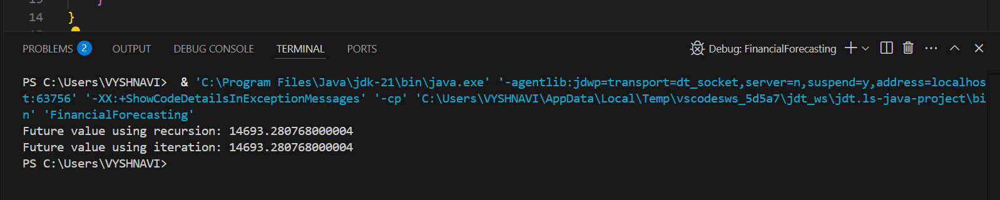 }
14 }
PROBLEMS 2 OUTPUT DEBUG CONSOLE TERMINAL PORTS Debug: FinancialForecasting
PS C:\Users\VYSHNAVI>  & 'C:\Program Files\Java\jdk-21\bin\java.exe' '-agentlib:jdwp=transport=dt_socket,server=n,suspend=y,address=localhos
t:63756' '-XX:+ShowCodeDetailsInExceptionMessages' '-cp' 'C:\Users\VYSHNAVI\AppData\Local\Temp\vscodesws_5d5a7\jdt_ws\jdt.ls-java-project\bi
n' 'FinancialForecasting'
Future value using recursion: 14693.280768000004
Future value using iteration: 14693.280768000004
PS C:\Users\VYSHNAVI>